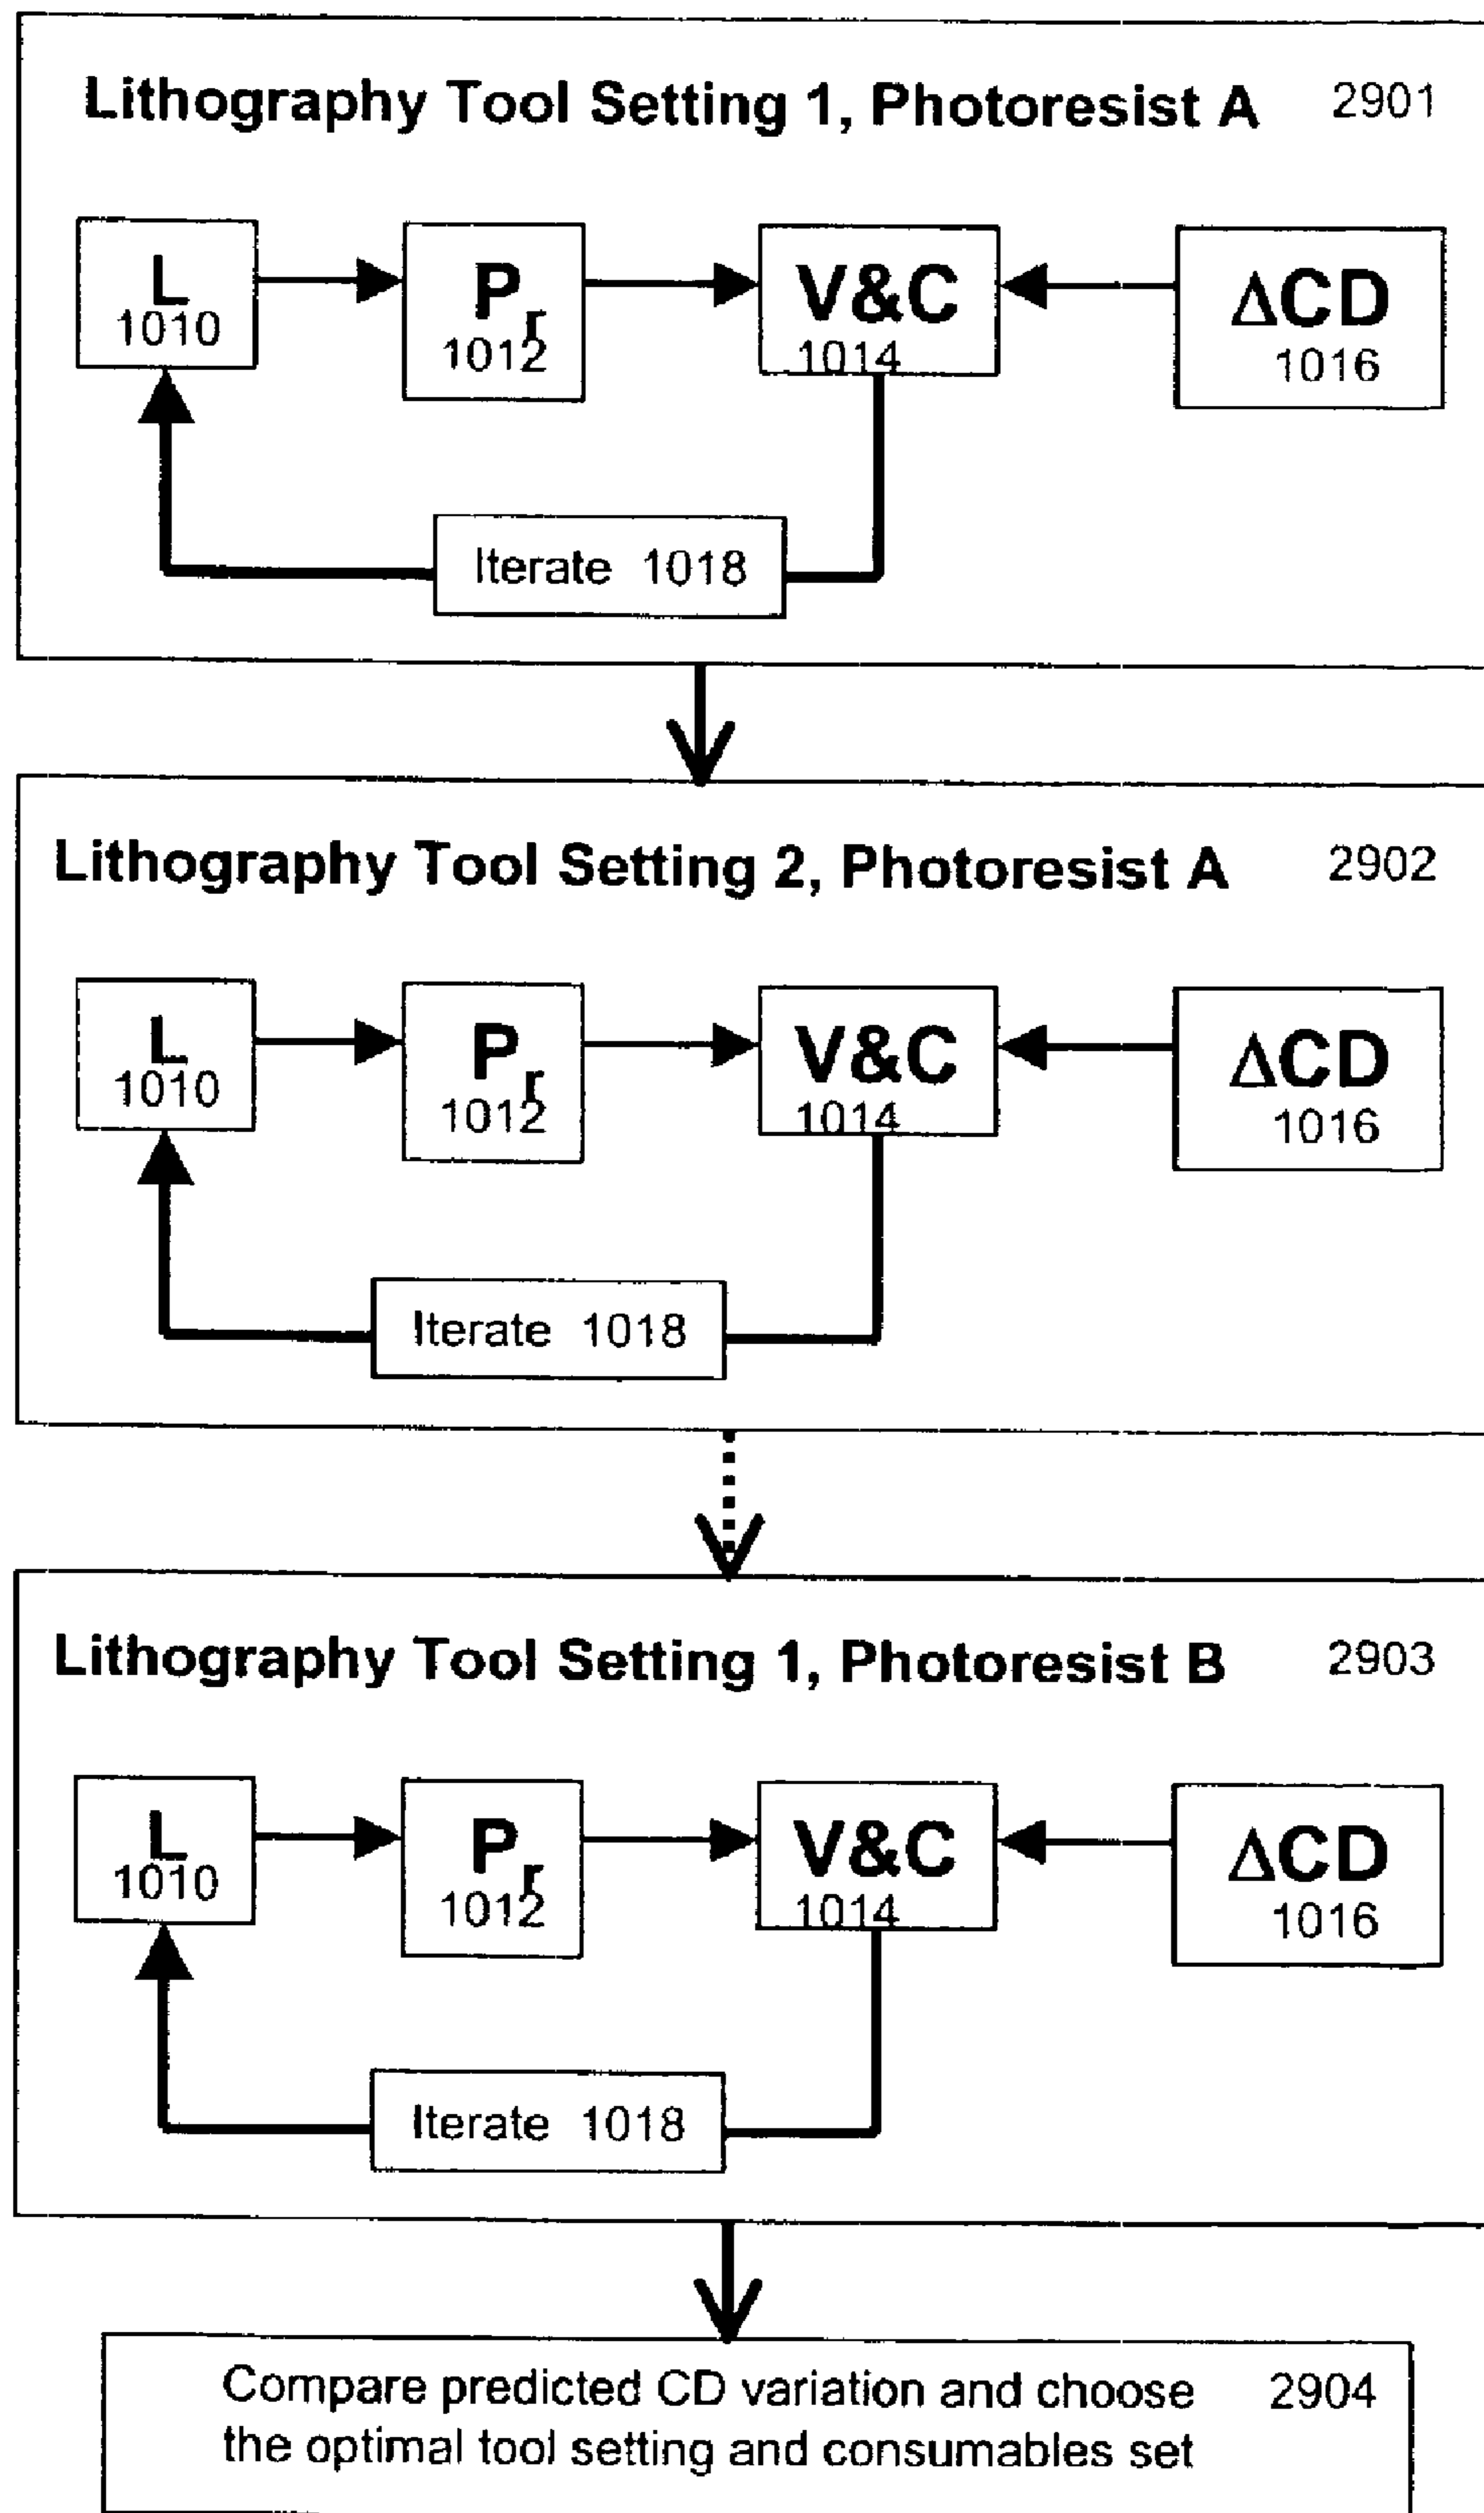 Lithography Tool Setting 1, Photoresist A 2901
L
1010
Pr
1012
V&C
1014
ΔCD
1016
Iterate 1018
Lithography Tool Setting 2, Photoresist A 2902
L
1010
Pr
1012
V&C
1014
ΔCD
1016
Iterate 1018
Lithography Tool Setting 1, Photoresist B 2903
L
1010
Pr
1012
V&C
1014
ΔCD
1016
Iterate 1018
Compare predicted CD variation and choose 2904
the optimal tool setting and consumables set